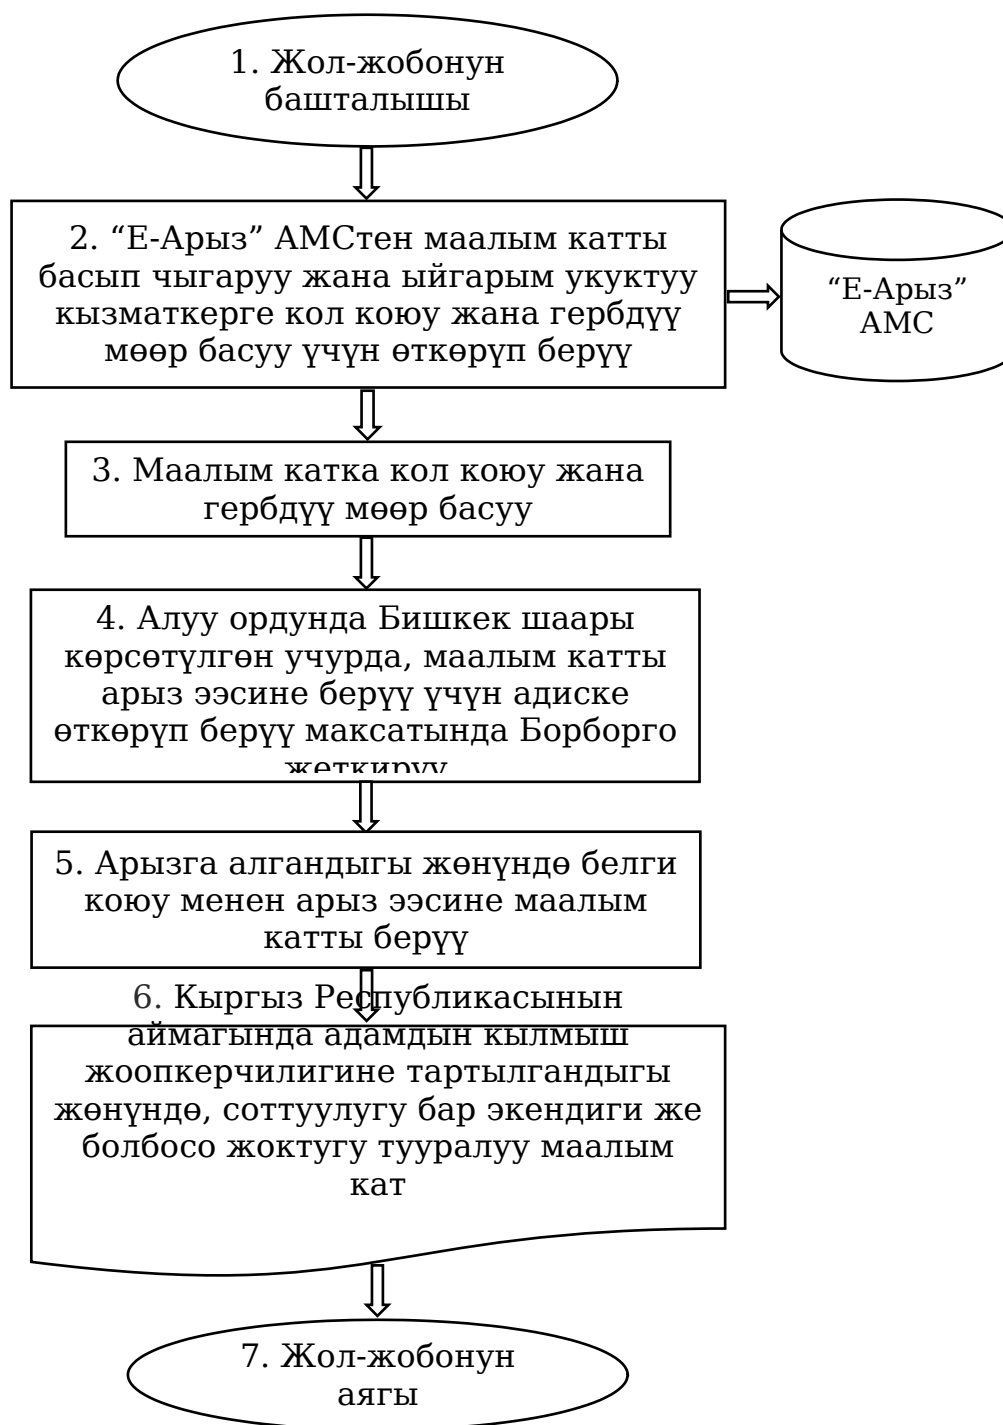 1. Жол-жобонун
башталышы
2. “Е-Арыз” АМСтен маалым катты
басып чыгаруу жана ыйгарым укуктуу
кызматкерге кол коюу жана гербдүү
мөөр басуу үчүн өткөрүп берүү
“Е-Арыз”
АМС
3. Маалым катка кол коюу жана
гербдүү мөөр басуу
4. Алуу ордунда Бишкек шаары
көрсөтүлгөн учурда, маалым катты
арыз ээсине берүү үчүн адиске
өткөрүп берүү максатында Борборго
жеткирүү
5. Арызга алгандыгы жөнүндө белги
коюу менен арыз ээсине маалым
катты берүү
6. Кыргыз Республикасынын
аймагында адамдын кылмыш
жоопкерчилигине тартылгандыгы
жөнүндө, соттуулугу бар экендиги же
болбосо жоктугу тууралуу маалым
кат
7. Жол-жобонун
аягы